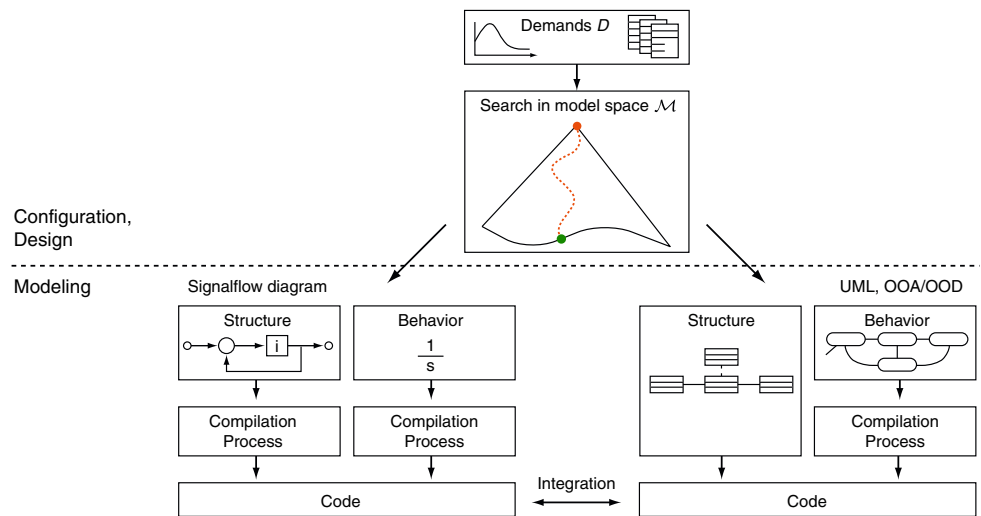 Demands D
Search in model space ℳ
Configuration,
Design
Modeling
Signalflow diagram
UML, OOA/OOD
Structure
i
Behavior
1
s
Structure
Behavior
Compilation
Process
Compilation
Process
Compilation
Process
Code
Integration
Code